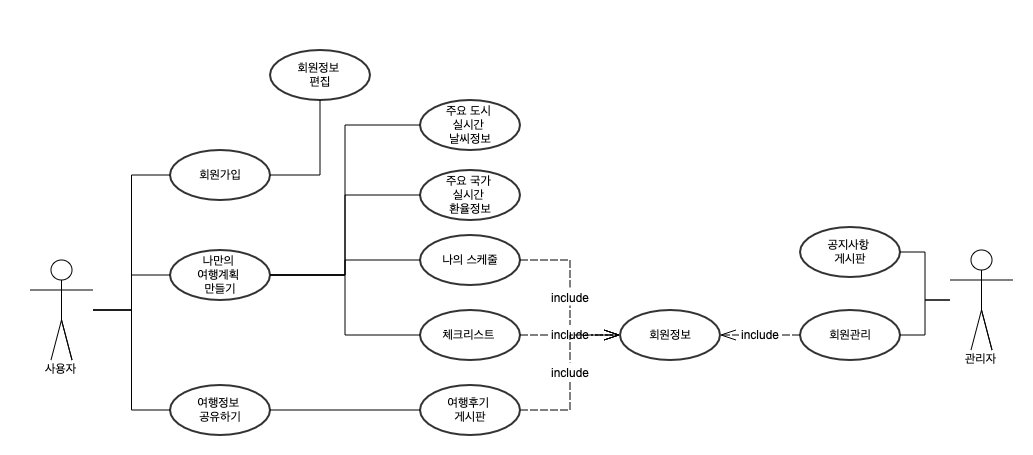 회원정보
편집
주요 도시
실시간
날씨정보
회원가입
주요 국가
실시간
환율정보
나만의
여행계획
만들기
나의 스케줄
공지사항
게시판
include
체크리스트
include
회원정보
include
회원관리
관리자
사용자
include
여행정보
공유하기
여행후기
게시판